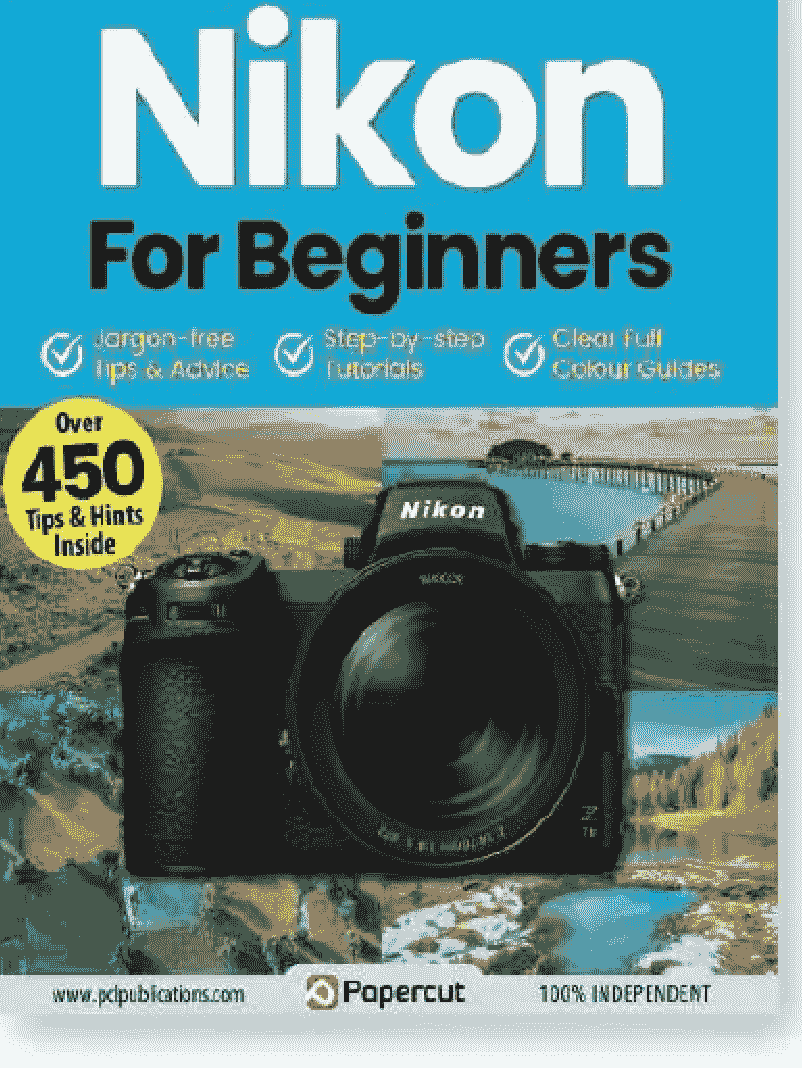 Nikon
For Beginners
Jargon-free
Tips & Advice
Step-by-step
Tutorials
Clear Full
Colour Guides
Over
450
Tips & Hints
Inside
Nikon
NIKKOR
Z
www.pclpublications.com
Papercut
100% INDEPENDENT